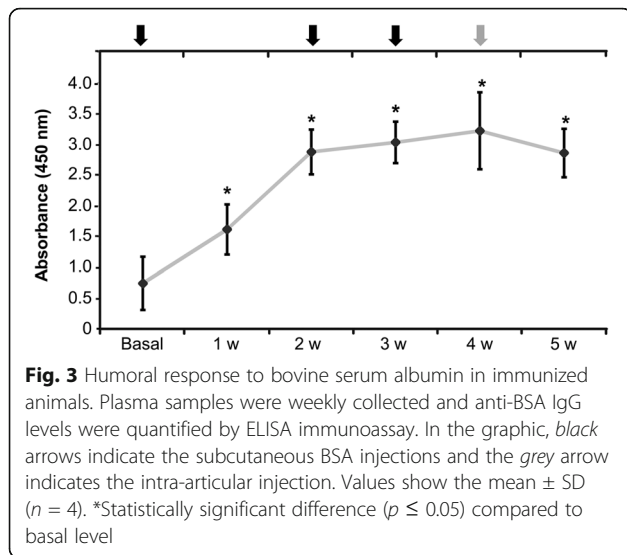 4.0
3.5
3.0
2.5
2.0
1.5
1.0
0.5
0
Absorbance (450 nm)
* * * * *
Basal 1 w 2 w 3 w 4 w 5 w
Fig. 3 Humoral response to bovine serum albumin in immunized
animals. Plasma samples were weekly collected and anti-BSA IgG
levels were quantified by ELISA immunoassay. In the graphic, black
arrows indicate the subcutaneous BSA injections and the grey arrow
indicates the intra-articular injection. Values show the mean ± SD
(n = 4). *Statistically significant difference (p ≤ 0.05) compared to
basal level